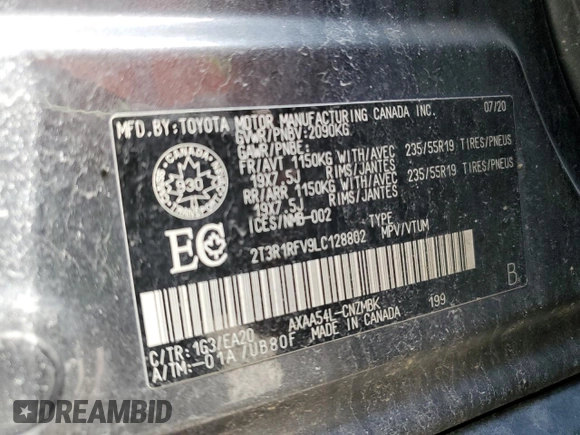 MFD. BY: TOYOTA MOTOR MANUFACTURING CANADA INC. 07/20
GVWR/PNBV: 2090KG
GAWR/PNBE:
FR/AVT 1150KG WITH/AVEC 235/55R19 TIRES/PNEUS
19X7.5J RIMS/JANTES
RR/ARR 1150KG WITH/AVEC 235/55R19 TIRES/PNEUS
19X7.5J RIMS/JANTES
ICES/NMB-002 TYPE
2T3R1RFV9LC128802 MPV/VTUM
CANADA
930
EC
B
AXAA54L-CNZMBK 199
C/TR: 1G3/EA20 MADE IN CANADA
A/TM:-01A /UB80F
DREAMBID